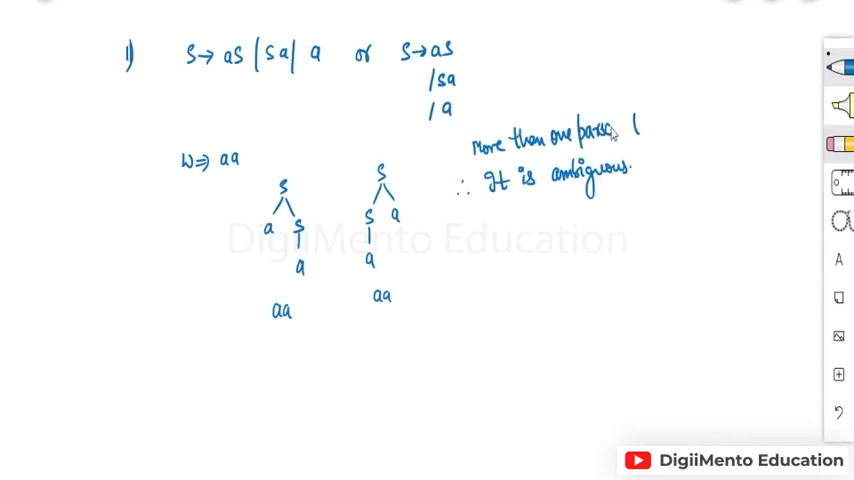 1) S→ aS | Sa | a or S→ aS
/Sa
/a
More than one parse (
w⇒ aa
∴ It is ambiguous.
S S
a S S a
a a
aa aa
DigiiMento Education
A
DigiiMento Education